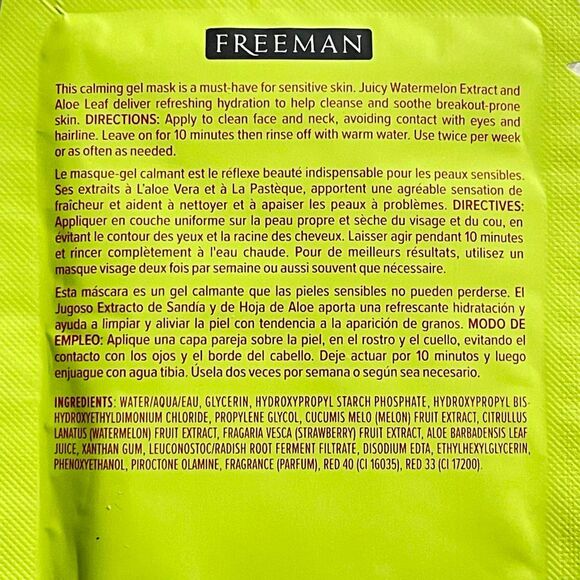 FREEMAN
This calming gel mask is a must-have for sensitive skin. Juicy Watermelon Extract and
Aloe Leaf deliver refreshing hydration to help cleanse and soothe breakout-prone
skin. DIRECTIONS: Apply to clean face and neck, avoiding contact with eyes and
hairline. Leave on for 10 minutes then rinse off with warm water. Use twice per week
or as often as needed.
Le masque-gel calmant est le réflexe beauté indispensable pour les peaux sensibles.
Ses extraits à L'aloe Vera et à La Pastèque, apportent une agréable sensation de
fraîcheur et aident à nettoyer et à apaiser les peaux à problèmes. DIRECTIVES:
Appliquer en couche uniforme sur la peau propre et sèche du visage et du cou, en
évitant le contour des yeux et la racine des cheveux. Laisser agir pendant 10 minutes
et rincer complètement à l'eau chaude. Pour de meilleurs résultats, utilisez un
masque visage deux fois par semaine ou aussi souvent que nécessaire.
Esta máscara es un gel calmante que las pieles sensibles no pueden perderse. El
Jugoso Extracto de Sandía y de Hoja de Aloe aporta una refrescante hidratación y
ayuda a limpiar y aliviar la piel con tendencia a la aparición de granos. MODO DE
EMPLEO: Aplique una capa pareja sobre la piel, en el rostro y el cuello, evitando el
contacto con los ojos y el borde del cabello. Deje actuar por 10 minutos y luego
enjuague con agua tibia. Úsela dos veces por semana o según sea necesario.
INGREDIENTS: WATER/AQUA/EAU, GLYCERIN, HYDROXYPROPYL STARCH PHOSPHATE, HYDROXYPROPYL BIS-
HYDROXYETHYLDIMONIUM CHLORIDE, PROPYLENE GLYCOL, CUCUMIS MELO (MELON) FRUIT EXTRACT, CITRULLUS
LANATUS (WATERMELON) FRUIT EXTRACT, FRAGARIA VESCA (STRAWBERRY) FRUIT EXTRACT, ALOE BARBADENSIS LEAF
JUICE, XANTHAN GUM, LEUCONOSTOC/RADISH ROOT FERMENT FILTRATE, DISODIUM EDTA, ETHYLHEXYLGLYCERIN,
PHENOXYETHANOL, PIROCTONE OLAMINE, FRAGRANCE (PARFUM), RED 40 (CI 16035), RED 33 (CI 17200).